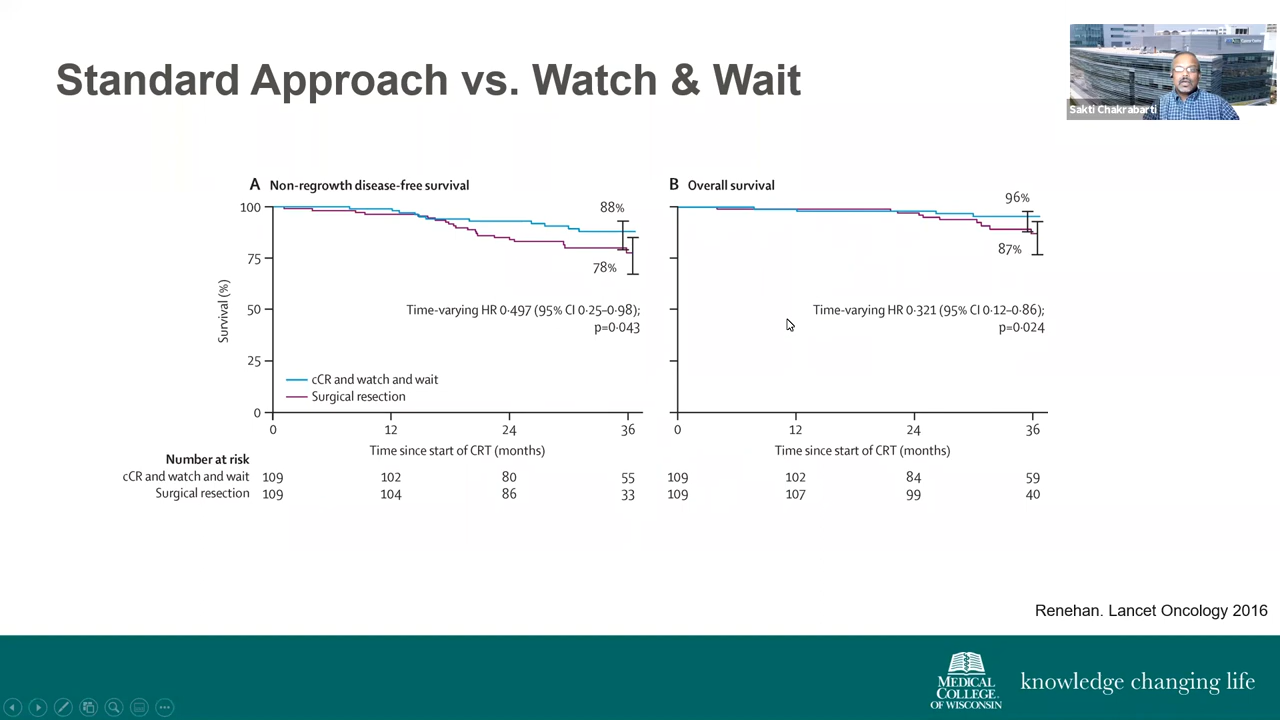 Standard Approach vs. Watch & Wait
Sakti Chakrabarti
A Non-regrowth disease-free survival
100
75
50
25
0
Survival (%)
88%
78%
Time-varying HR 0·497 (95% CI 0·25–0·98);
p=0·043
cCR and watch and wait
Surgical resection
0 12 24 36
Time since start of CRT (months)
B Overall survival
96%
87%
Time-varying HR 0·321 (95% CI 0·12–0·86);
p=0·024
0 12 24 36
Time since start of CRT (months)
Number at risk
cCR and watch and wait 109 102 80 55 109 102 84 59
Surgical resection 109 104 86 33 109 107 99 40
Renehan. Lancet Oncology 2016
MEDICAL
COLLEGE
OF WISCONSIN
knowledge changing life